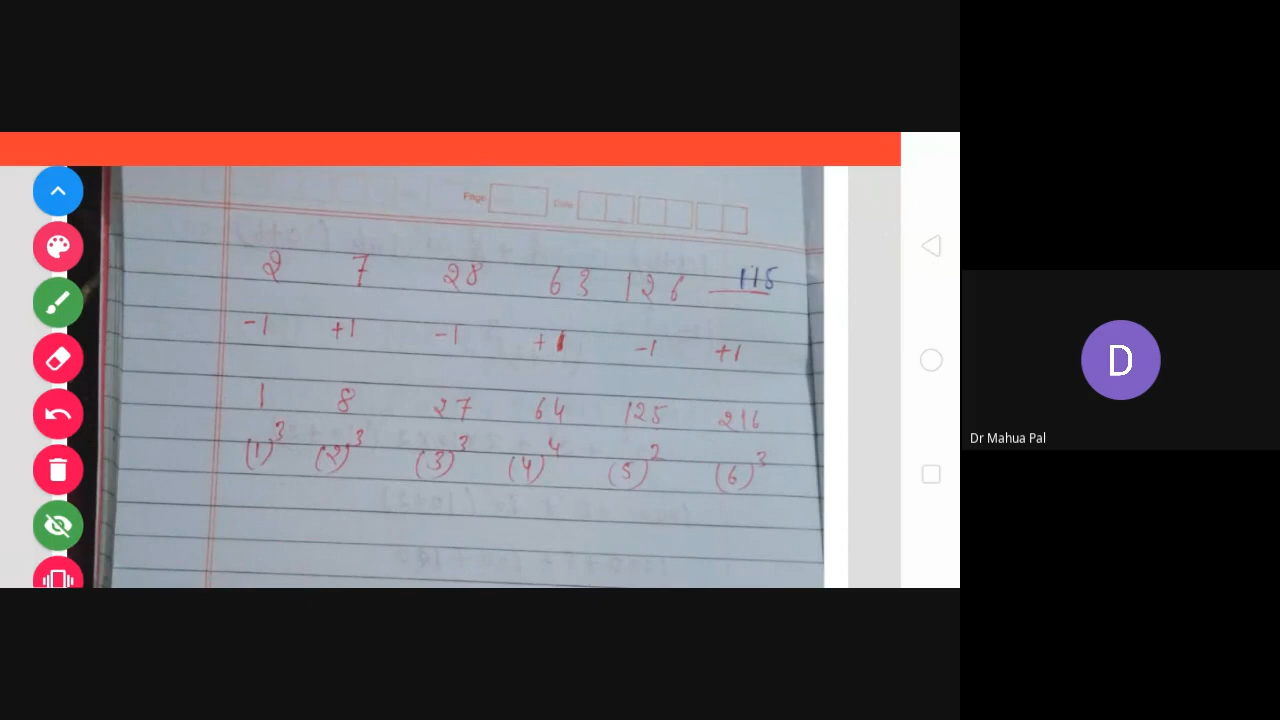 Page Date
2 7 28 63 126 115
-1 +1 -1 +1 -1 +1
1 8 27 64 125 216
(1)³ (2)³ (3)³ (4)⁴ (5)² (6)³
D
Dr Mahua Pal